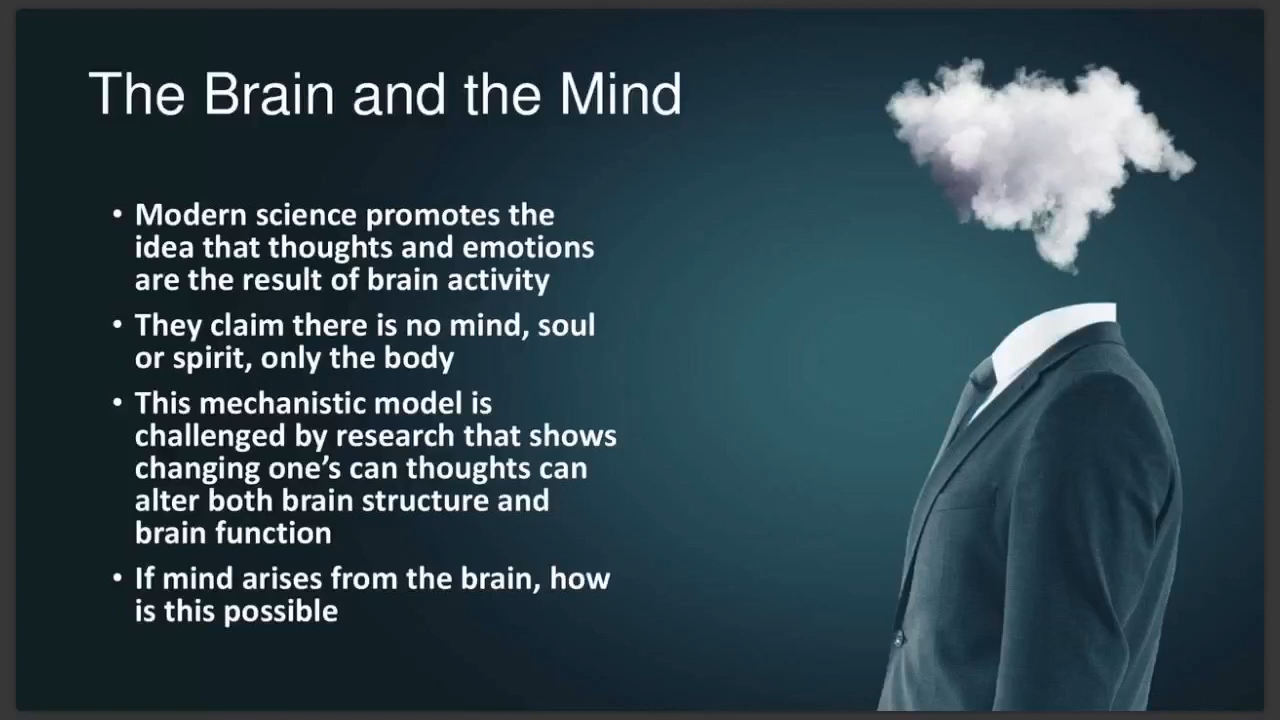 The Brain and the Mind
• Modern science promotes the
idea that thoughts and emotions
are the result of brain activity
• They claim there is no mind, soul
or spirit, only the body
• This mechanistic model is
challenged by research that shows
changing one’s can thoughts can
alter both brain structure and
brain function
• If mind arises from the brain, how
is this possible